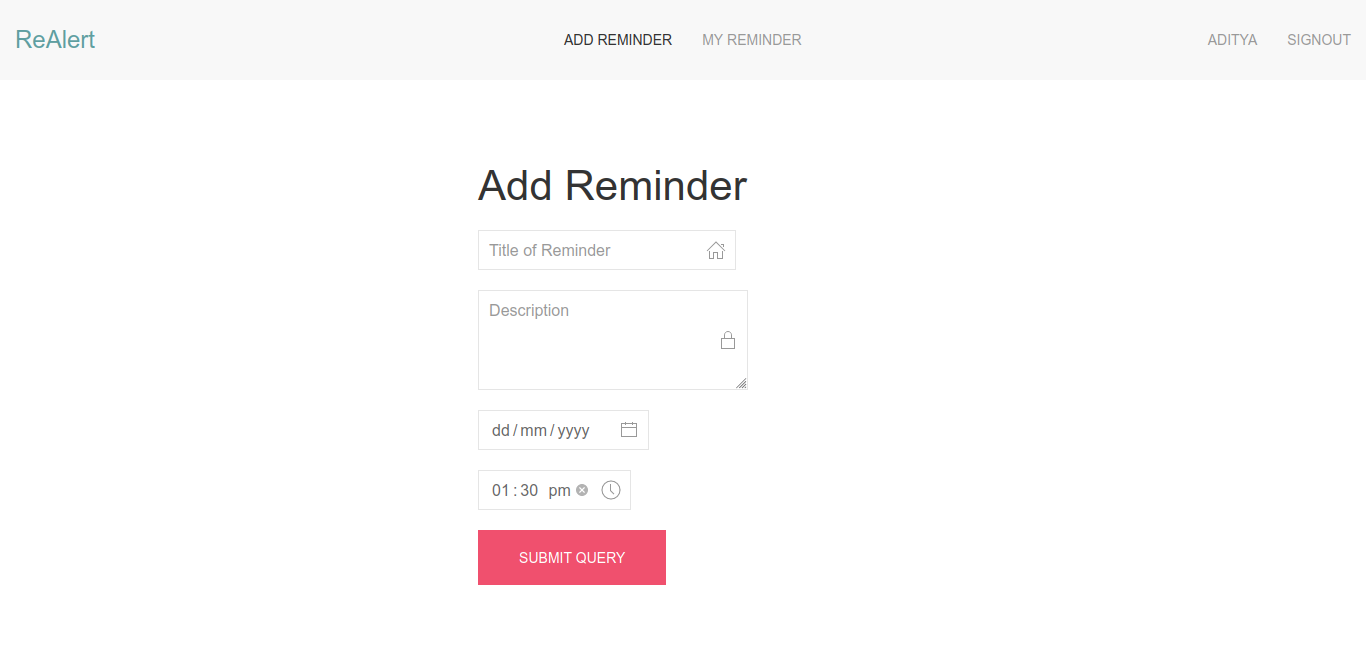 ReAlert
ADD REMINDER
MY REMINDER
ADITYA
SIGNOUT
Add Reminder
Title of Reminder
Description
dd/mm/yyyy
01:30 pm
SUBMIT QUERY